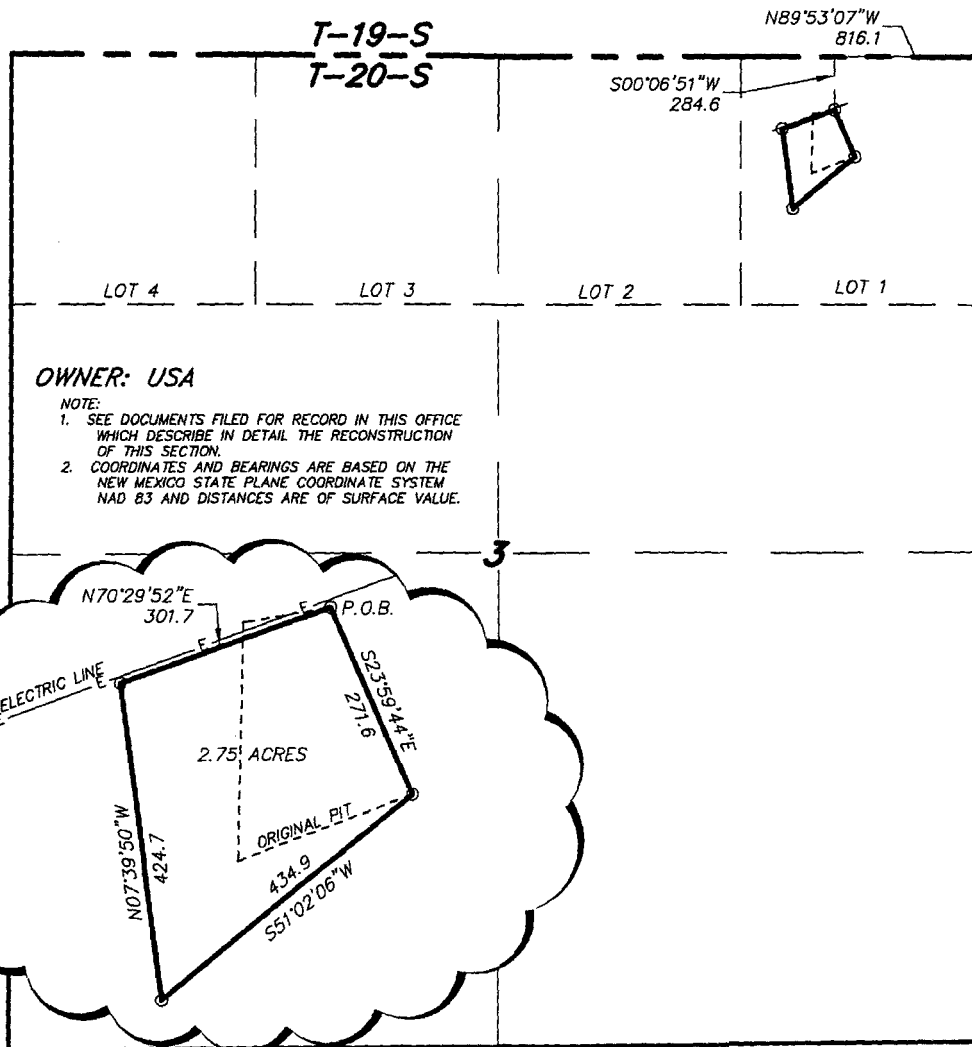 T-19-S
T-20-S
N89°53'07"W
816.1
S00°06'51"W
284.6
LOT 4
LOT 3
LOT 2
LOT 1
OWNER: USA
NOTE:
1. SEE DOCUMENTS FILED FOR RECORD IN THIS OFFICE
WHICH DESCRIBE IN DETAIL THE RECONSTRUCTION
OF THIS SECTION.
2. COORDINATES AND BEARINGS ARE BASED ON THE
NEW MEXICO STATE PLANE COORDINATE SYSTEM
NAD 83 AND DISTANCES ARE OF SURFACE VALUE.
3
N70°29'52"E
301.7
E
E
E
P.O.B.
ELECTRIC LINE
S23°59'44"E
271.6
2.75 ACRES
ORIGINAL PIT
N07°39'50"W
424.7
434.9
S51°02'06"W